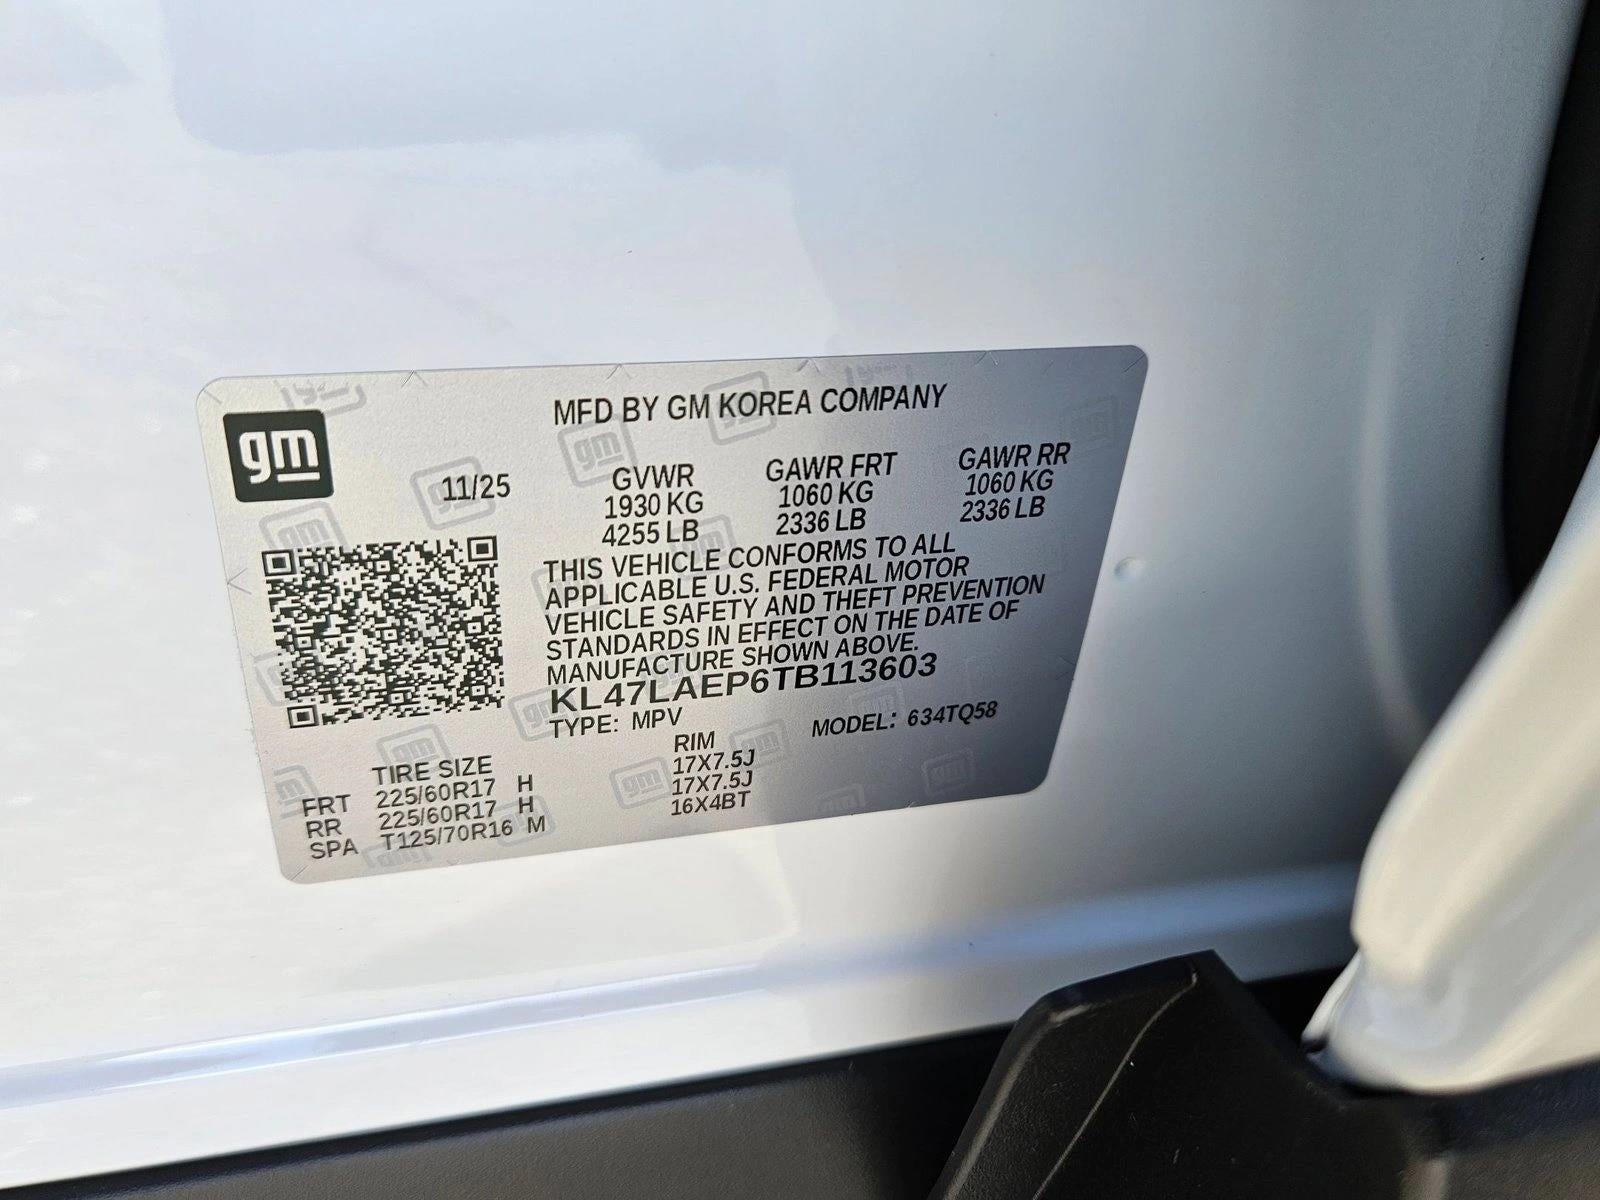 gm
MFD BY GM KOREA COMPANY
11/25
GVWR GAWR FRT GAWR RR
1930 KG 1060 KG 1060 KG
4255 LB 2336 LB 2336 LB
THIS VEHICLE CONFORMS TO ALL
APPLICABLE U.S. FEDERAL MOTOR
VEHICLE SAFETY AND THEFT PREVENTION
STANDARDS IN EFFECT ON THE DATE OF
MANUFACTURE SHOWN ABOVE.
KL47LAEP6TB113603
TYPE: MPV MODEL: 634TQ58
TIRE SIZE RIM
FRT 225/60R17 H 17X7.5J
RR 225/60R17 H 17X7.5J
SPA T125/70R16 M 16X4BT